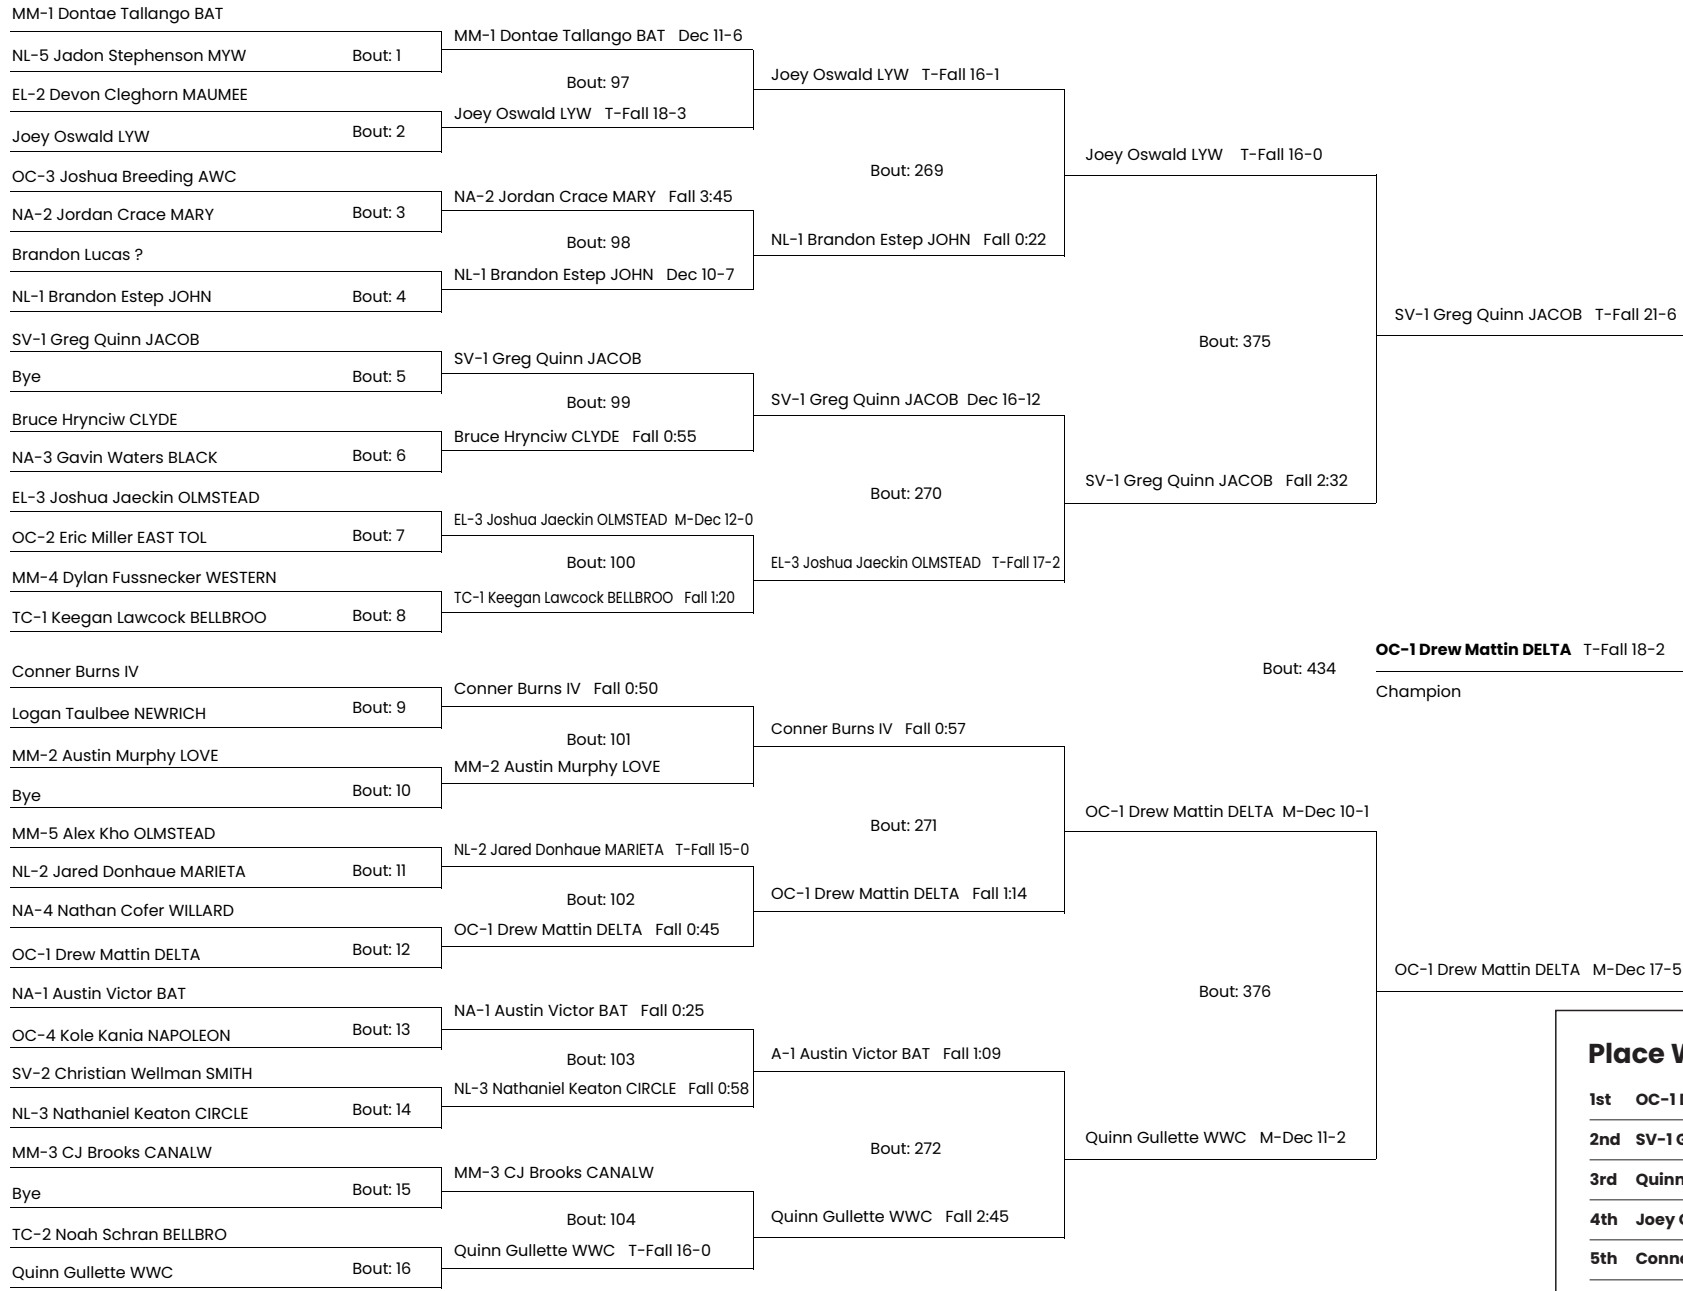 MM-1 Dontae Tallango BAT
NL-5 Jadon Stephenson MYW
Bout: 1
EL-2 Devon Cleghorn MAUMEE
Joey Oswald LYW
Bout: 2
OC-3 Joshua Breeding AWC
NA-2 Jordan Crace MARY
Bout: 3
Brandon Lucas ?
NL-1 Brandon Estep JOHN
Bout: 4
SV-1 Greg Quinn JACOB
Bye
Bout: 5
Bruce Hrynciw CLYDE
NA-3 Gavin Waters BLACK
Bout: 6
EL-3 Joshua Jaeckin OLMSTEAD
OC-2 Eric Miller EAST TOL
Bout: 7
MM-4 Dylan Fussnecker WESTERN
TC-1 Keegan Lawcock BELLBROO
Bout: 8
Conner Burns IV
Logan Taulbee NEWRICH
Bout: 9
MM-2 Austin Murphy LOVE
Bye
Bout: 10
MM-5 Alex Kho OLMSTEAD
NL-2 Jared Donhaue MARIETA
Bout: 11
NA-4 Nathan Cofer WILLARD
OC-1 Drew Mattin DELTA
Bout: 12
NA-1 Austin Victor BAT
OC-4 Kole Kania NAPOLEON
Bout: 13
SV-2 Christian Wellman SMITH
NL-3 Nathaniel Keaton CIRCLE
Bout: 14
MM-3 CJ Brooks CANALW
Bye
Bout: 15
TC-2 Noah Schran BELLBRO
Quinn Gullette WWC
Bout: 16
MM-1 Dontae Tallango BAT Dec 11-6
Bout: 97
Joey Oswald LYW T-Fall 18-3
NA-2 Jordan Crace MARY Fall 3:45
Bout: 98
NL-1 Brandon Estep JOHN Dec 10-7
SV-1 Greg Quinn JACOB
Bout: 99
Bruce Hrynciw CLYDE Fall 0:55
EL-3 Joshua Jaeckin OLMSTEAD M-Dec 12-0
Bout: 100
TC-1 Keegan Lawcock BELLBROO Fall 1:20
Conner Burns IV Fall 0:50
Bout: 101
MM-2 Austin Murphy LOVE
NL-2 Jared Donhaue MARIETA T-Fall 15-0
Bout: 102
OC-1 Drew Mattin DELTA Fall 0:45
NA-1 Austin Victor BAT Fall 0:25
Bout: 103
NL-3 Nathaniel Keaton CIRCLE Fall 0:58
MM-3 CJ Brooks CANALW
Bout: 104
Quinn Gullette WWC T-Fall 16-0
Joey Oswald LYW T-Fall 16-1
Bout: 269
NL-1 Brandon Estep JOHN Fall 0:22
SV-1 Greg Quinn JACOB Dec 16-12
Bout: 270
EL-3 Joshua Jaeckin OLMSTEAD T-Fall 17-2
Conner Burns IV Fall 0:57
Bout: 271
OC-1 Drew Mattin DELTA Fall 1:14
A-1 Austin Victor BAT Fall 1:09
Bout: 272
Quinn Gullette WWC Fall 2:45
Joey Oswald LYW T-Fall 16-0
Bout: 375
SV-1 Greg Quinn JACOB Fall 2:32
OC-1 Drew Mattin DELTA M-Dec 10-1
Bout: 376
Quinn Gullette WWC M-Dec 11-2
SV-1 Greg Quinn JACOB T-Fall 21-6
Bout: 434
OC-1 Drew Mattin DELTA T-Fall 18-2
Champion
OC-1 Drew Mattin DELTA M-Dec 17-5
Place
1st OC-1
2nd SV-1
3rd Quinn
4th Joey
5th